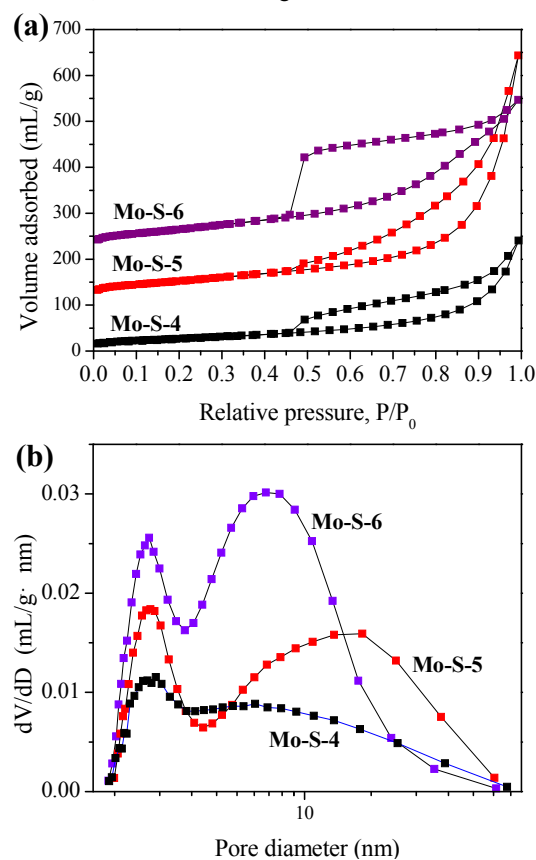 (a)
700
600
500
400
300
200
100
0
Volume adsorbed (mL/g)
Mo-S-6
Mo-S-5
Mo-S-4
0.0 0.1 0.2 0.3 0.4 0.5 0.6 0.7 0.8 0.9 1.0
Relative pressure, P/P₀
(b)
0.03
0.02
0.01
0.00
dV/dD (mL/g· nm)
Mo-S-6
Mo-S-5
Mo-S-4
10
Pore diameter (nm)